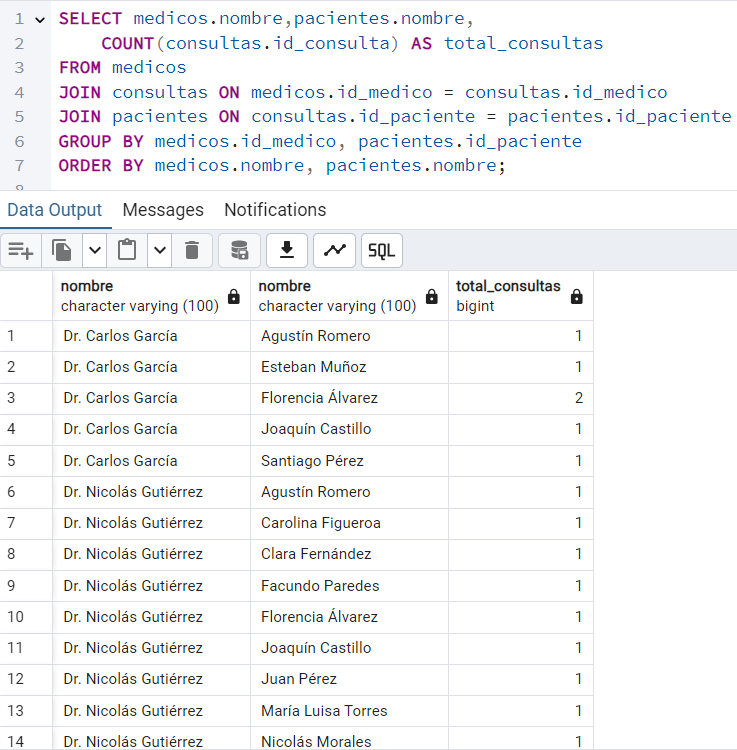 1 SELECT medicos.nombre,pacientes.nombre,
2 COUNT(consultas.id_consulta) AS total_consultas
3 FROM medicos
4 JOIN consultas ON medicos.id_medico = consultas.id_medico
5 JOIN pacientes ON consultas.id_paciente = pacientes.id_paciente
6 GROUP BY medicos.id_medico, pacientes.id_paciente
7 ORDER BY medicos.nombre, pacientes.nombre;
Data Output Messages Notifications
SQL
nombre nombre total_consultas
character varying (100) character varying (100) bigint
1 Dr. Carlos García Agustín Romero 1
2 Dr. Carlos García Esteban Muñoz 1
3 Dr. Carlos García Florencia Álvarez 2
4 Dr. Carlos García Joaquín Castillo 1
5 Dr. Carlos García Santiago Pérez 1
6 Dr. Nicolás Gutiérrez Agustín Romero 1
7 Dr. Nicolás Gutiérrez Carolina Figueroa 1
8 Dr. Nicolás Gutiérrez Clara Fernández 1
9 Dr. Nicolás Gutiérrez Facundo Paredes 1
10 Dr. Nicolás Gutiérrez Florencia Álvarez 1
11 Dr. Nicolás Gutiérrez Joaquín Castillo 1
12 Dr. Nicolás Gutiérrez Juan Pérez 1
13 Dr. Nicolás Gutiérrez María Luisa Torres 1
14 Dr. Nicolás Gutiérrez Nicolás Morales 1